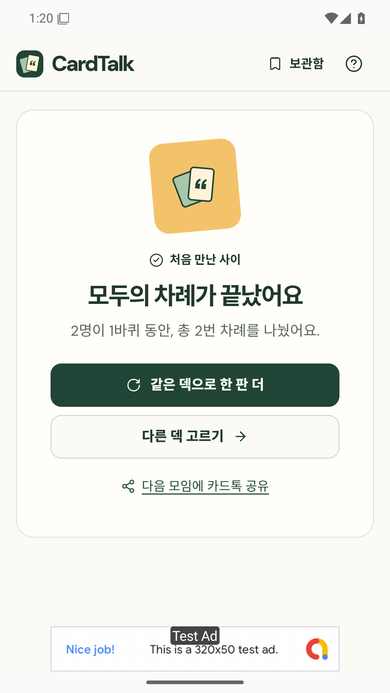 1:20
CardTalk
보관함
처음 만난 사이
모두의 차례가 끝났어요
2명이 1바퀴 동안, 총 2번 차례를 나눴어요.
같은 덱으로 한 판 더
다른 덱 고르기 →
다음 모임에 카드톡 공유
Test Ad
Nice job!
This is a 320x50 test ad.